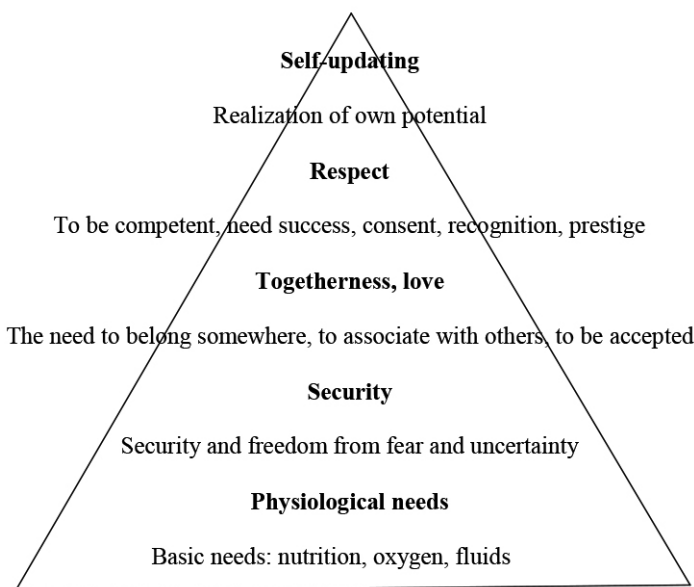 Self-updating
Realization of own potential
Respect
To be competent, need success, consent, recognition, prestige
Togetherness, love
The need to belong somewhere, to associate with others, to be accepted
Security
Security and freedom from fear and uncertainty
Physiological needs
Basic needs: nutrition, oxygen, fluids